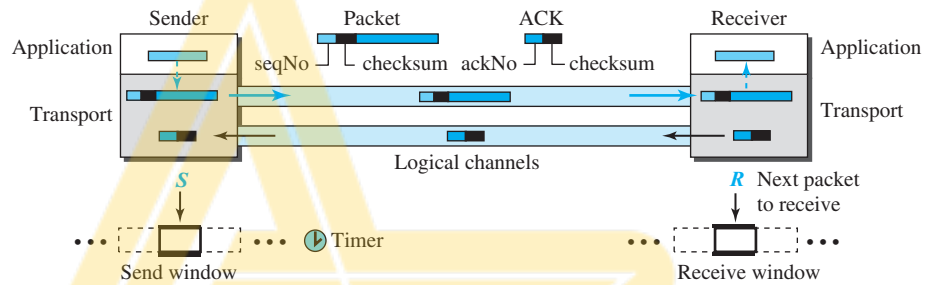 Sender Packet ACK Receiver
Application Application
seqNo checksum ackNo checksum
Transport Transport
Logical channels
S R Next packet
to receive
Timer
Send window Receive window